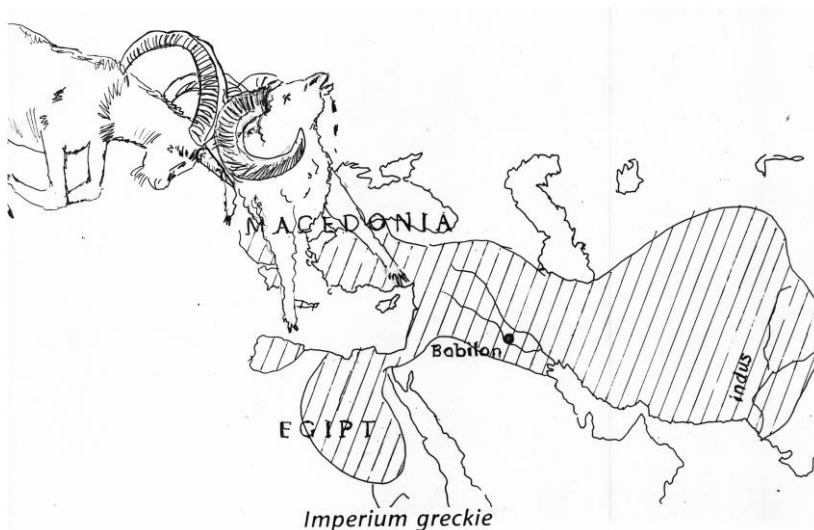 MACEDONIA
Babilon
indus
EGIPT
Imperium greckie